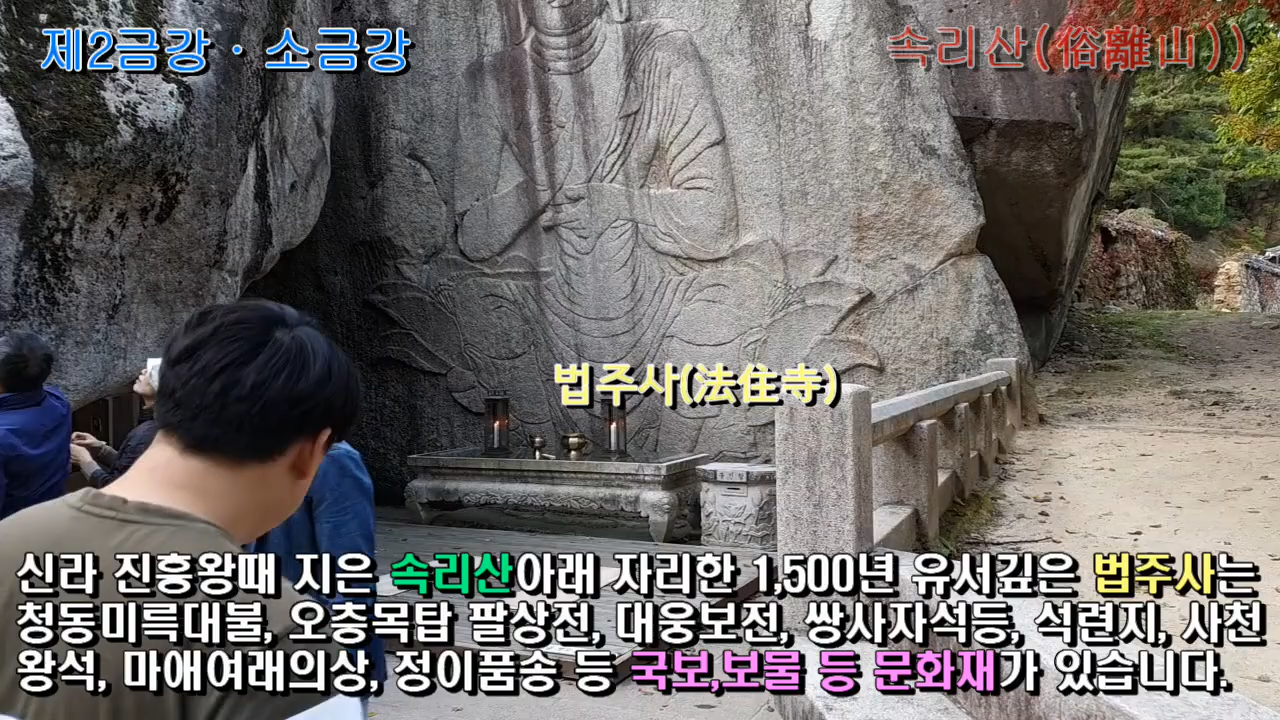 제2금강 · 소금강
속리산(俗離山))
법주사(法住寺)
신라 진흥왕때 지은 속리산아래 자리한 1,500년 유서깊은 법주사는
청동미륵대불, 오층목탑 팔상전, 대웅보전, 쌍사자석등, 석련지, 사천
왕석, 마애여래의상, 정이품송 등 국보,보물 등 문화재가 있습니다.